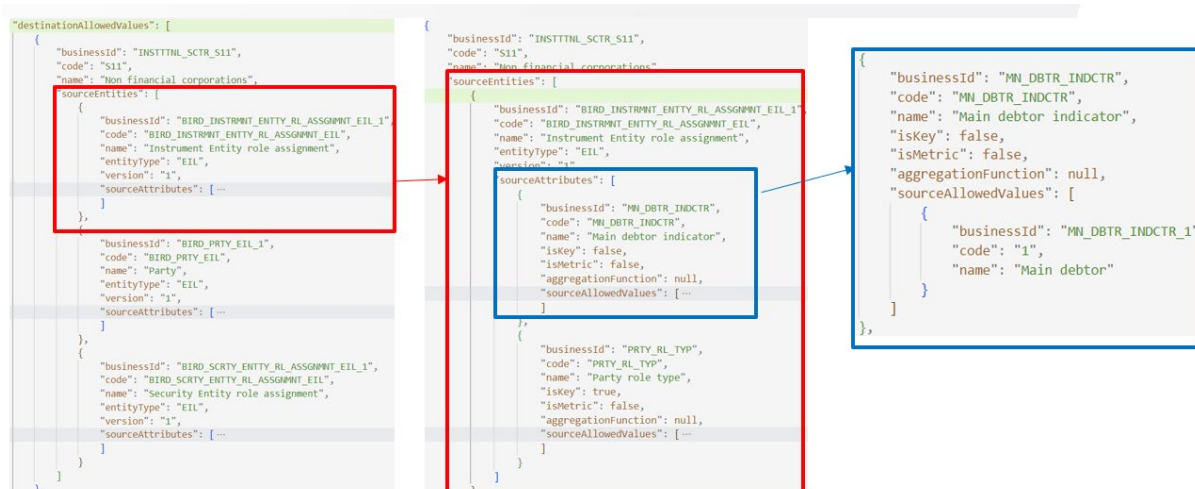 "destinationAllowedValues": [
{
"businessId": "INSTTTNL_SCTR_S11",
"code": "S11",
"name": "Non financial corporations",
"sourceEntities": [
{
"businessId": "BIRD_INSTRMNT_ENTTY_RL_ASSGNMNT_EIL_1",
"code": "BIRD_INSTRMNT_ENTTY_RL_ASSGNMNT_EIL",
"name": "Instrument Entity role assignment",
"entityType": "EIL",
"version": "1",
"sourceAttributes": [ ···
]
},
{
"businessId": "BIRD_PRTY_EIL_1",
"code": "BIRD_PRTY_EIL",
"name": "Party",
"entityType": "EIL",
"version": "1",
"sourceAttributes": [ ···
]
},
{
"businessId": "BIRD_SCRTY_ENTTY_RL_ASSGNMNT_EIL_1",
"code": "BIRD_SCRTY_ENTTY_RL_ASSGNMNT_EIL",
"name": "Security Entity role assignment",
"entityType": "EIL",
"version": "1",
"sourceAttributes": [ ···
]
}
]
}
{
"businessId": "INSTTTNL_SCTR_S11",
"code": "S11",
"name": "Non financial corporations"
"sourceEntities": [
{
"businessId": "BIRD_INSTRMNT_ENTTY_RL_ASSGNMNT_EIL_1",
"code": "BIRD_INSTRMNT_ENTTY_RL_ASSGNMNT_EIL",
"name": "Instrument Entity role assignment",
"entityType": "EIL",
"version": "1"
"sourceAttributes": [
{
"businessId": "MN_DBTR_INDCTR",
"code": "MN_DBTR_INDCTR",
"name": "Main debtor indicator",
"isKey": false,
"isMetric": false,
"aggregationFunction": null,
"sourceAllowedValues": [ ···
]
},
{
"businessId": "PRTY_RL_TYP",
"code": "PRTY_RL_TYP",
"name": "Party role type",
"isKey": true,
"isMetric": false,
"aggregationFunction": null,
"sourceAllowedValues": [ ···
]
}
]
}
{
"businessId": "MN_DBTR_INDCTR",
"code": "MN_DBTR_INDCTR",
"name": "Main debtor indicator",
"isKey": false,
"isMetric": false,
"aggregationFunction": null,
"sourceAllowedValues": [
{
"businessId": "MN_DBTR_INDCTR_1"
"code": "1",
"name": "Main debtor"
}
]
},